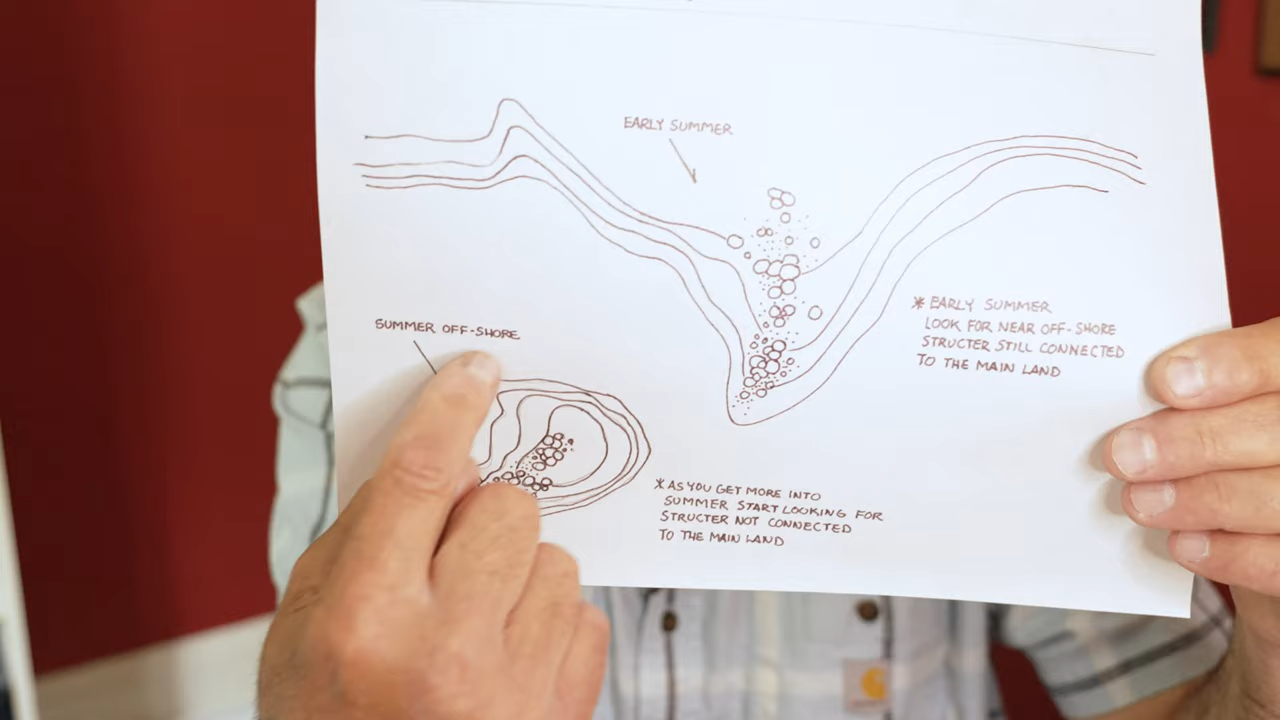 EARLY SUMMER
SUMMER OFF-SHORE
* EARLY SUMMER
LOOK FOR NEAR OFF-SHORE
STRUCTER STILL CONNECTED
TO THE MAIN LAND
* AS YOU GET MORE INTO
SUMMER START LOOKING FOR
STRUCTER NOT CONNECTED
TO THE MAIN LAND